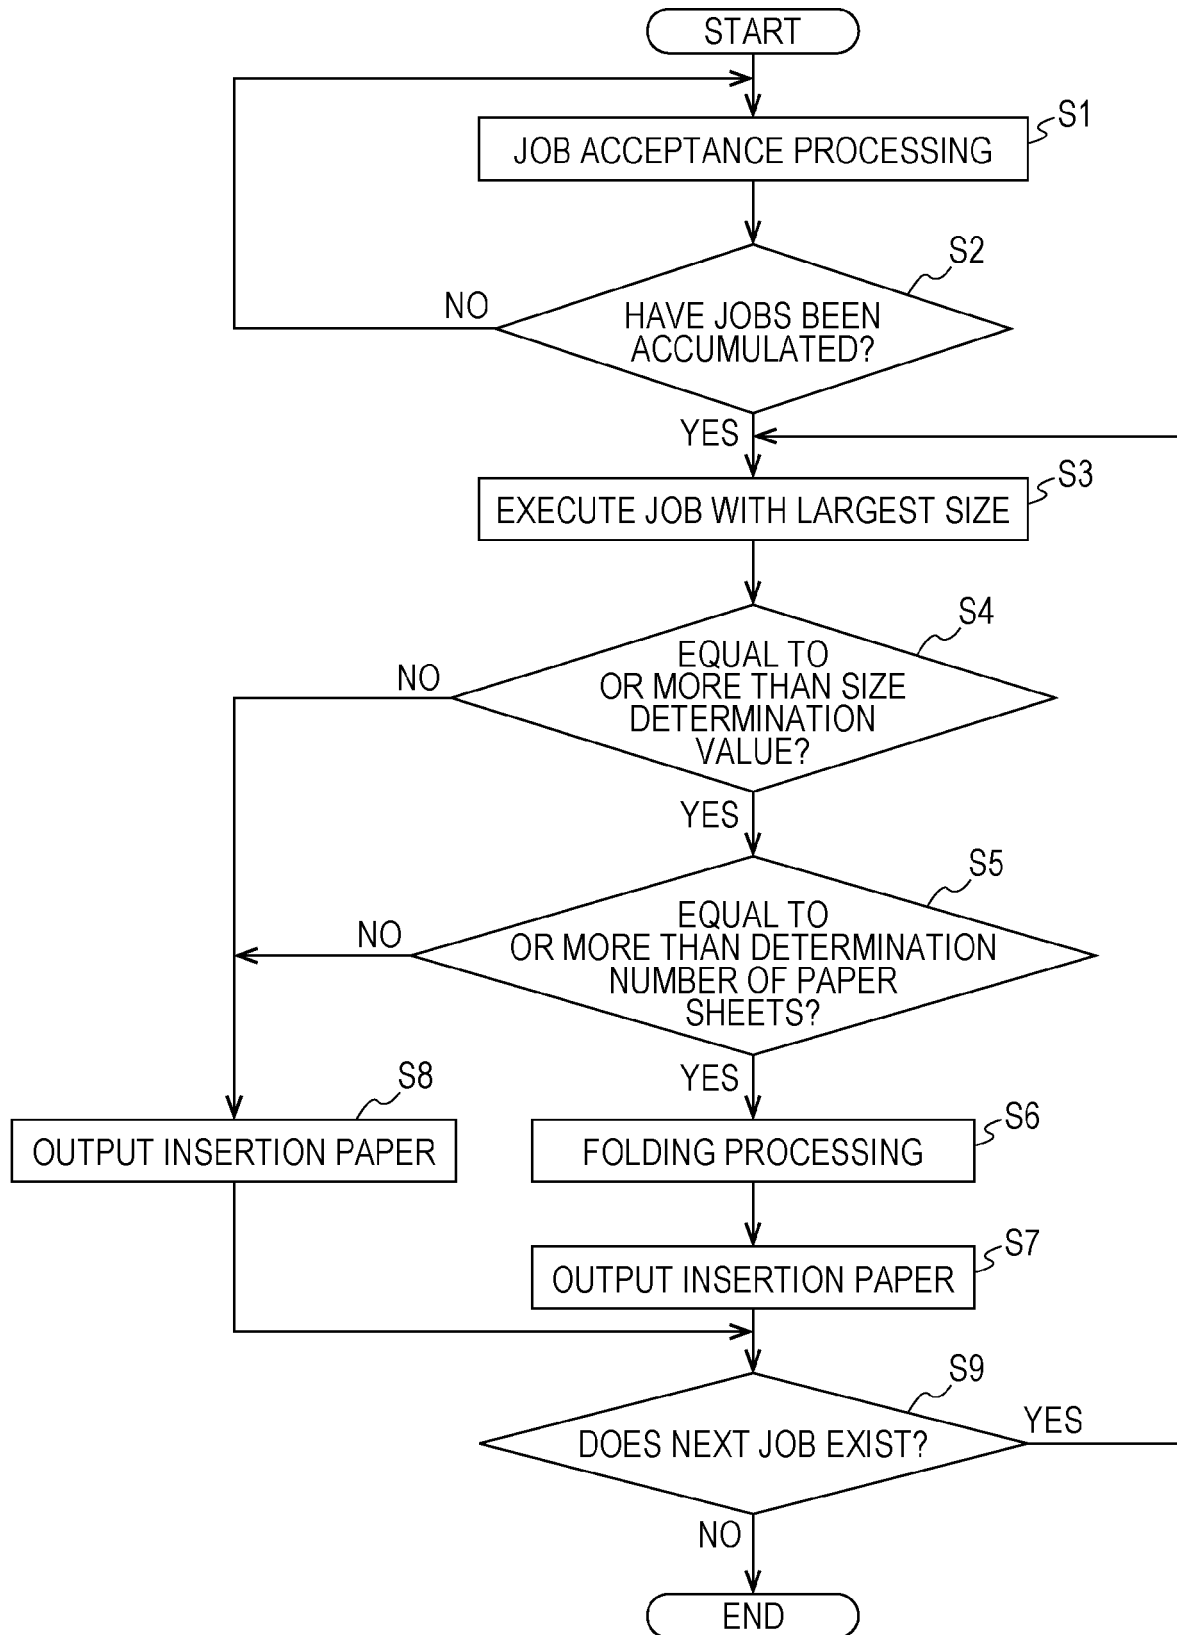 START
S1
JOB ACCEPTANCE PROCESSING
S2
NO
HAVE JOBS BEEN
ACCUMULATED?
YES
S3
EXECUTE JOB WITH LARGEST SIZE
S4
NO
EQUAL TO
OR MORE THAN SIZE
DETERMINATION
VALUE?
YES
S5
NO
EQUAL TO
OR MORE THAN DETERMINATION
NUMBER OF PAPER
SHEETS?
YES
S8
OUTPUT INSERTION PAPER
S6
FOLDING PROCESSING
S7
OUTPUT INSERTION PAPER
S9
DOES NEXT JOB EXIST?
YES
NO
END